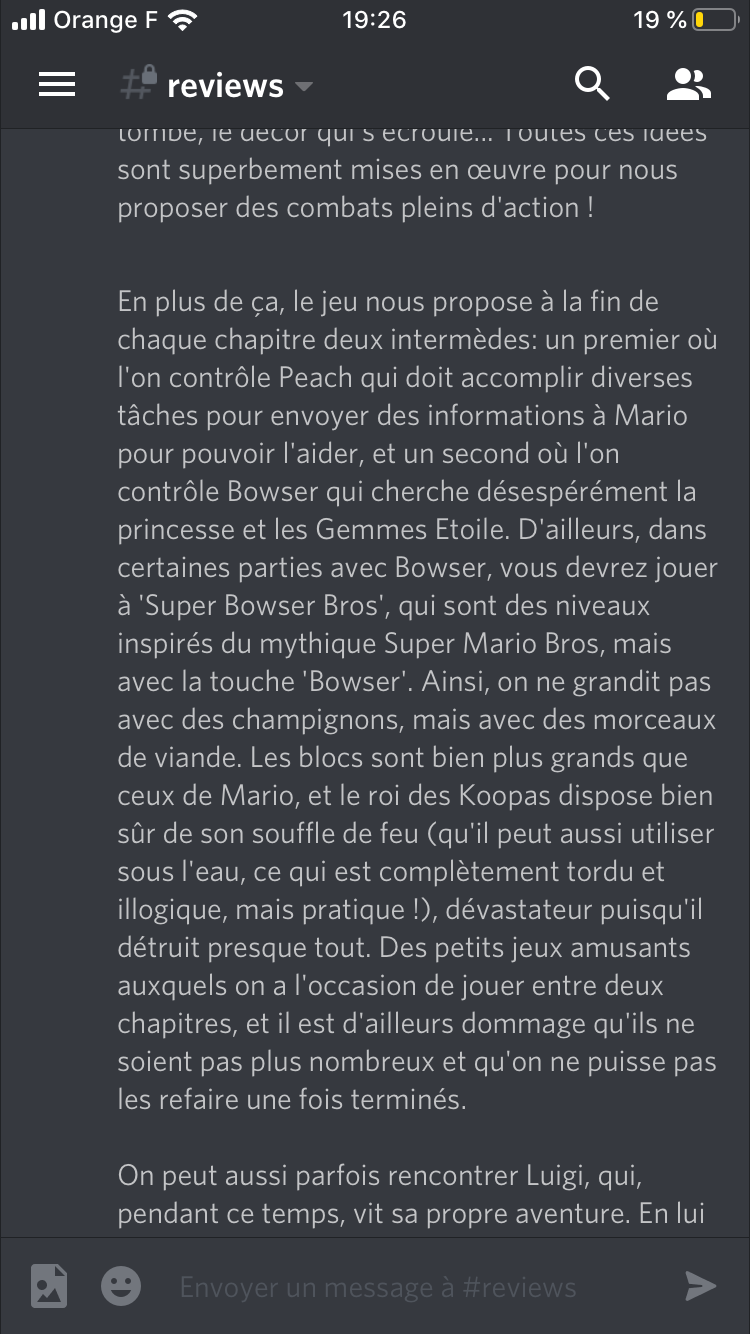 Orange F 19:26 19 %
# reviews
tombe, le décor qui s'écroule... Toutes ces idées
sont superbement mises en œuvre pour nous
proposer des combats pleins d'action !
En plus de ça, le jeu nous propose à la fin de
chaque chapitre deux intermèdes: un premier où
l'on contrôle Peach qui doit accomplir diverses
tâches pour envoyer des informations à Mario
pour pouvoir l'aider, et un second où l'on
contrôle Bowser qui cherche désespérément la
princesse et les Gemmes Etoile. D'ailleurs, dans
certaines parties avec Bowser, vous devrez jouer
à 'Super Bowser Bros', qui sont des niveaux
inspirés du mythique Super Mario Bros, mais
avec la touche 'Bowser'. Ainsi, on ne grandit pas
avec des champignons, mais avec des morceaux
de viande. Les blocs sont bien plus grands que
ceux de Mario, et le roi des Koopas dispose bien
sûr de son souffle de feu (qu'il peut aussi utiliser
sous l'eau, ce qui est complètement tordu et
illogique, mais pratique !), dévastateur puisqu'il
détruit presque tout. Des petits jeux amusants
auxquels on a l'occasion de jouer entre deux
chapitres, et il est d'ailleurs dommage qu'ils ne
soient pas plus nombreux et qu'on ne puisse pas
les refaire une fois terminés.
On peut aussi parfois rencontrer Luigi, qui,
pendant ce temps, vit sa propre aventure. En lui
Envoyer un message à #reviews